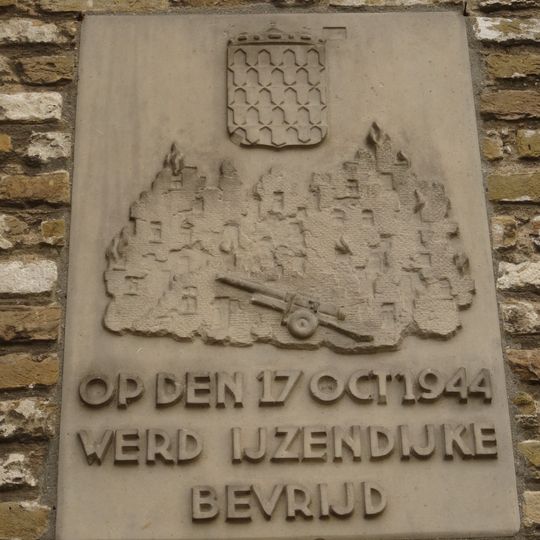 OP DEN 17 OCT 1944
WERD IJZENDIJKE
BEVRIJD